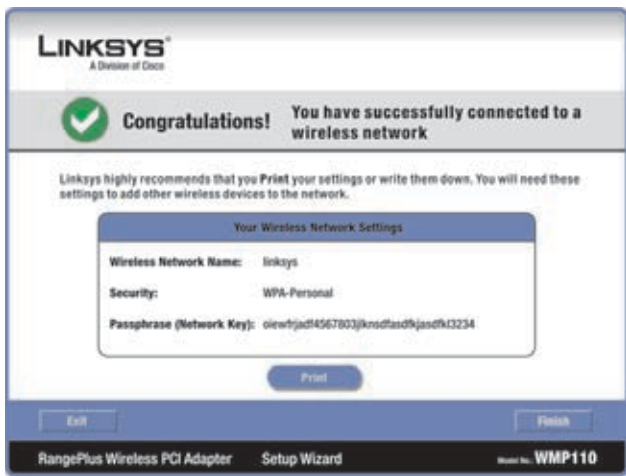 LINKSYS®
A Division of Cisco
Congratulations!
You have successfully connected to a
wireless network
Linksys highly recommends that you Print your settings or write them down. You will need these
settings to add other wireless devices to the network.
Your Wireless Network Settings
Wireless Network Name: linksys
Security: WPA-Personal
Passphrase (Network Key):
Print
Exit
Finish
RangePlus Wireless PCI Adapter Setup Wizard Model No. WMP110